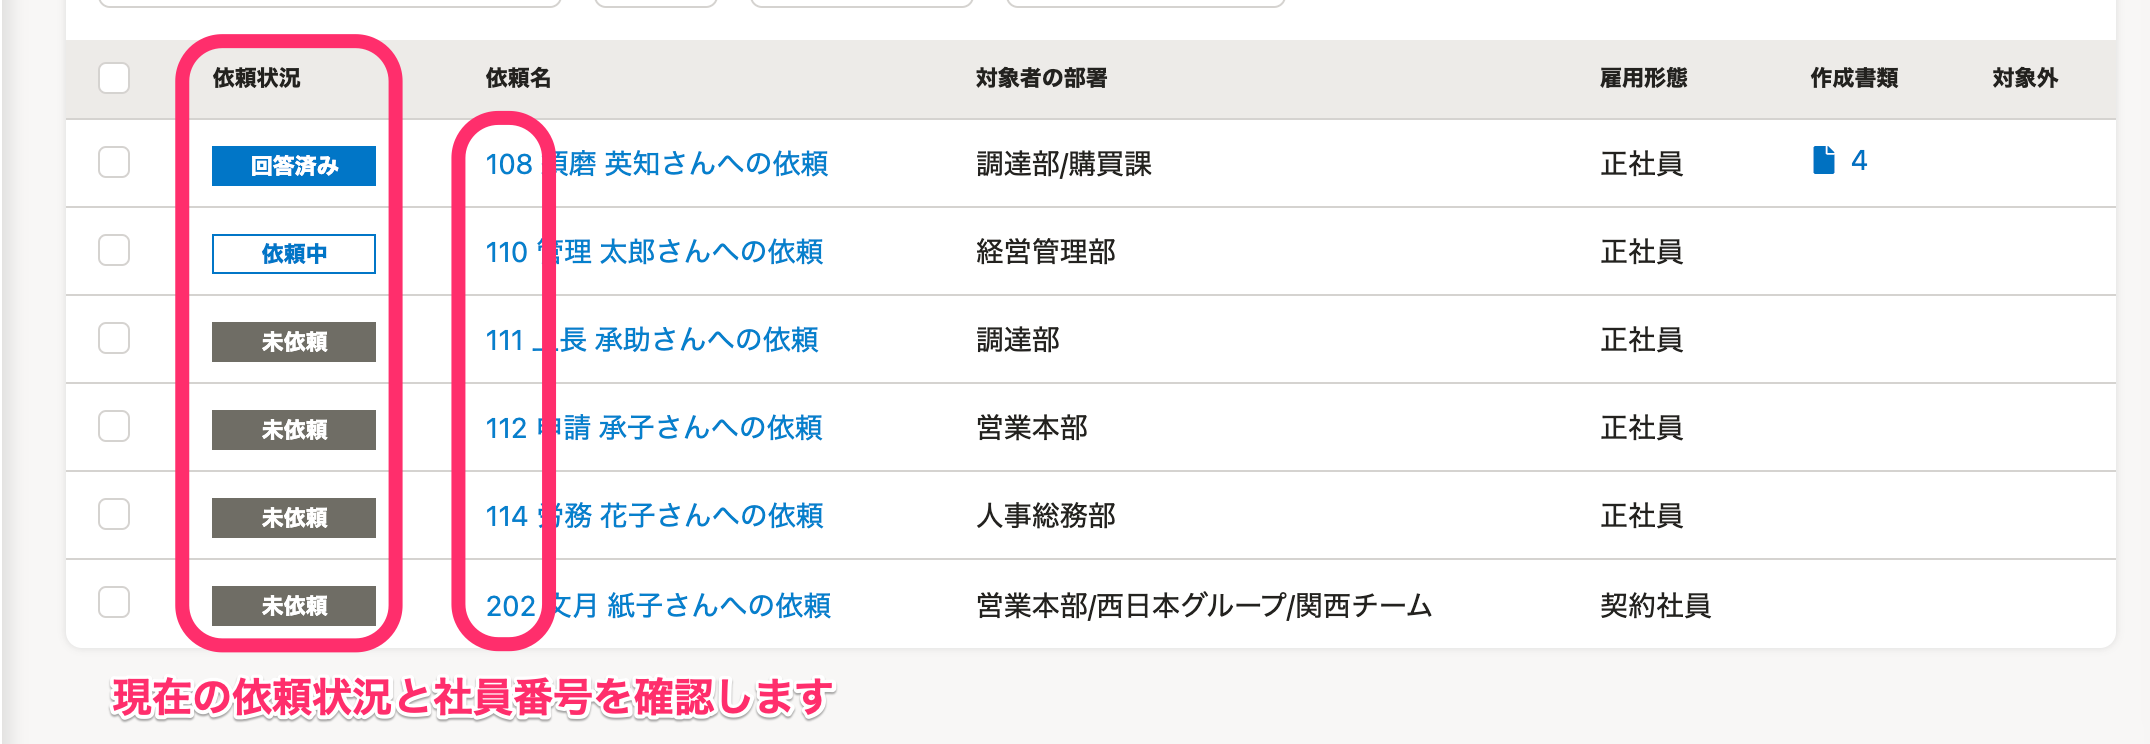 依頼状況 依頼名 対象者の部署 雇用形態 作成書類 対象外
回答済み 108 須磨 英知さんへの依頼 調達部/購買課 正社員 4
依頼中 110 管理 太郎さんへの依頼 経営管理部 正社員
未依頼 111 長 承助さんへの依頼 調達部 正社員
未依頼 112 申請 承子さんへの依頼 営業本部 正社員
未依頼 114 労務 花子さんへの依頼 人事総務部 正社員
未依頼 202 文月 紙子さんへの依頼 営業本部/西日本グループ/関西チーム 契約社員
現在の依頼状況と社員番号を確認します